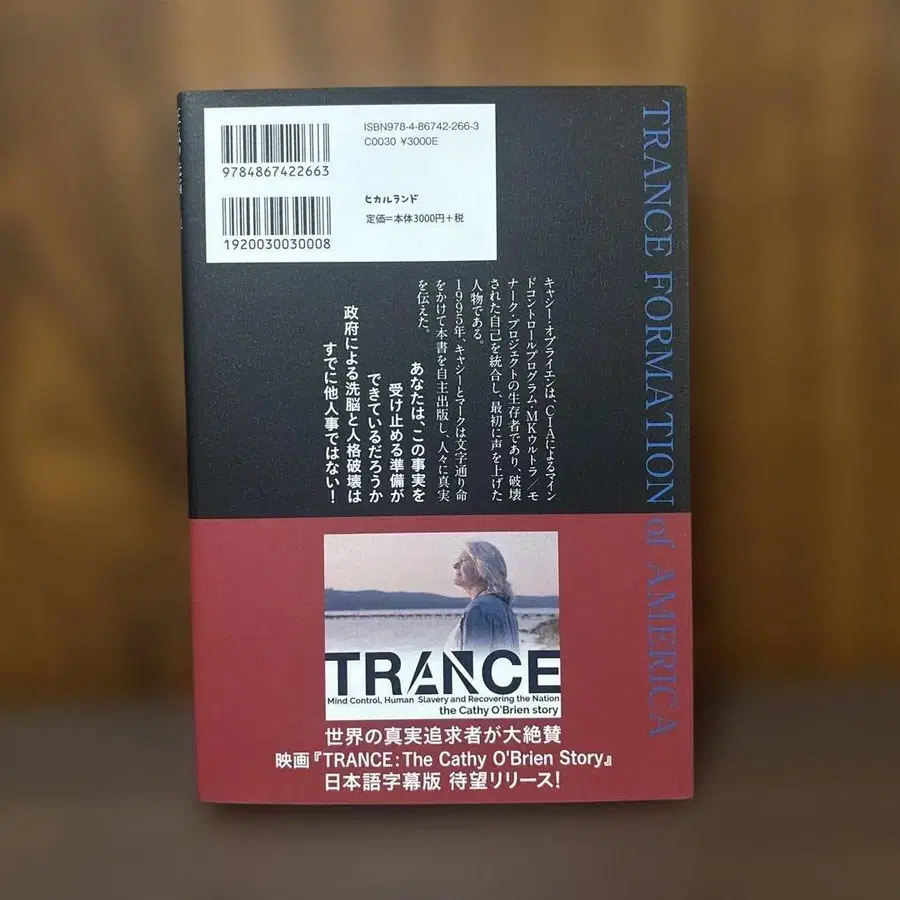 ISBN978-4-86742-266-3
C0030 ¥3000E
9784867422663
ヒカルランド
定価=本体3000円+税
1920030030008
TRANCE FORMATION of AMERICA
キャシー・オブライエンは、CIAによるマイン
ドコントロールプログラム・MKウルトラ/モ
ナーク・プロジェクトの生存者であり、破壊
された自己を統合し、最初に声を上げた
人物である。
1995年、キャシーとマークは文字通り命
をかけて本書を自主出版し、人々に真実
を伝えた。
あなたは、この事実を
受け止める準備が
できているだろうか
政府による洗脳と人格破壊は
すでに他人事ではない!
TRANCE
Mind Control, Human Slavery and Recovering the Nation
the Cathy O'Brien story
世界の真実追求者が大絶賛
映画『TRANCE:The Cathy O'Brien Story』
日本語字幕版 待望リリース!